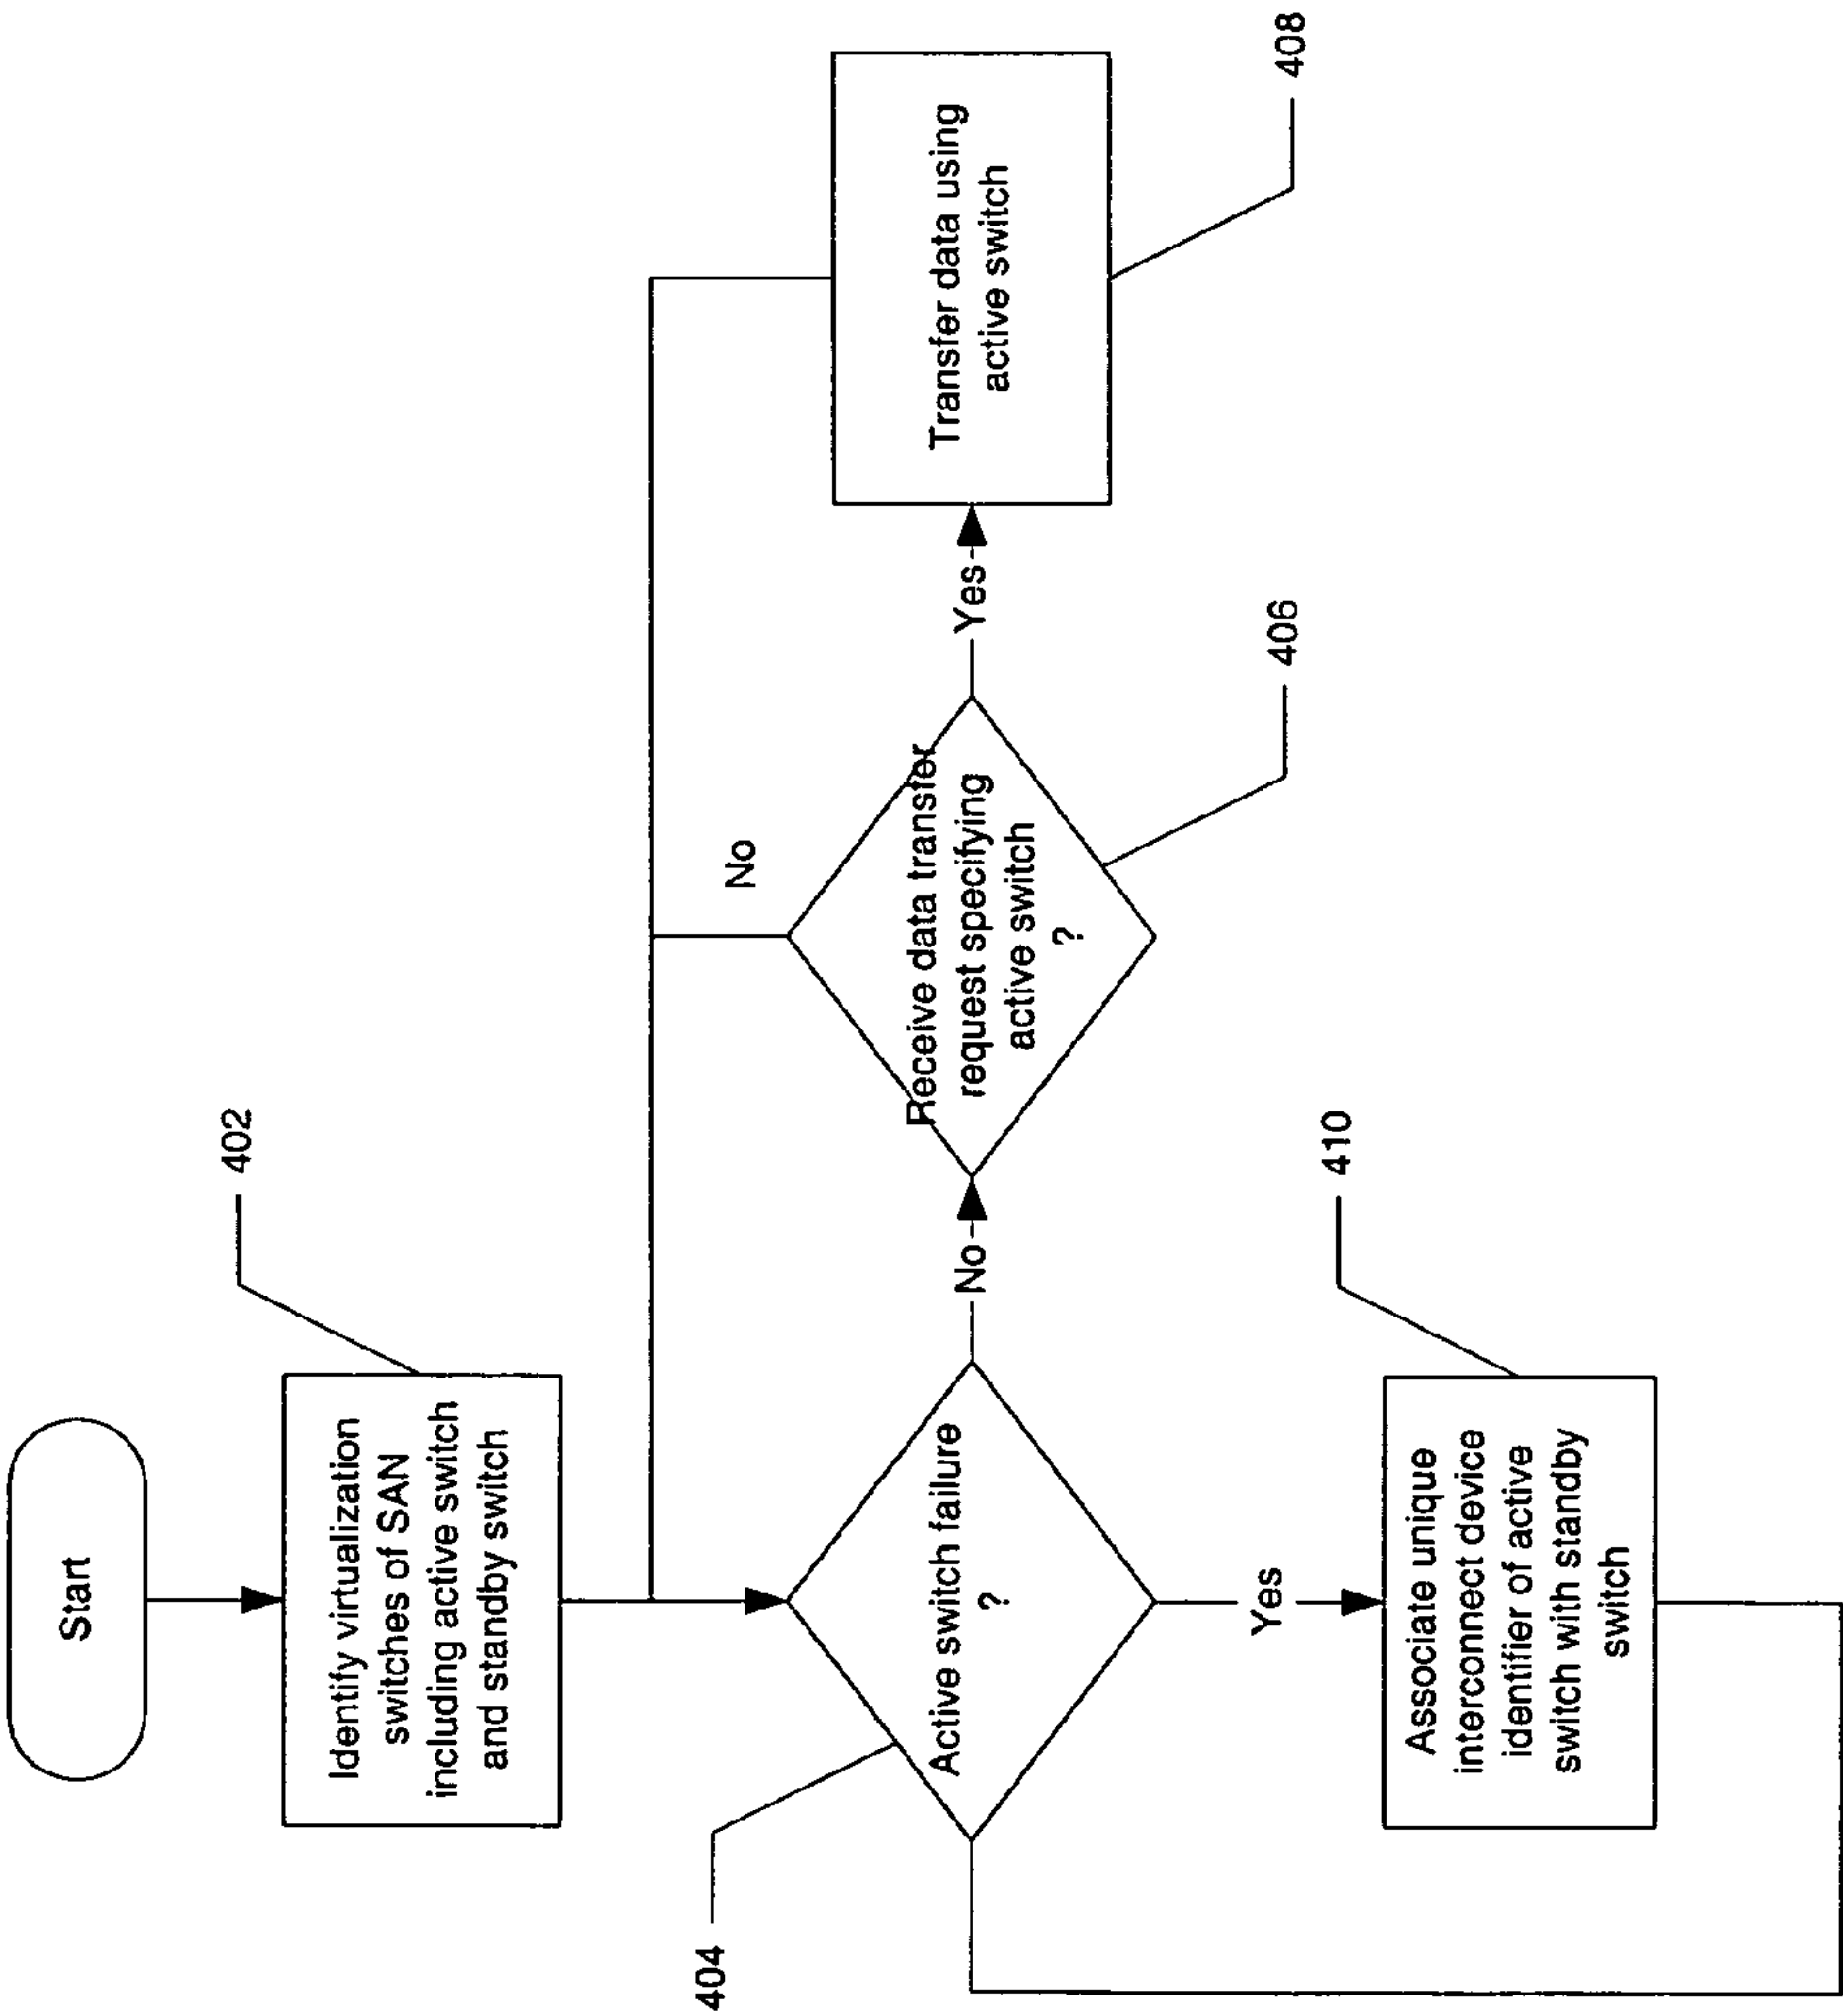 Start
402
Identify virtualization
switches of SAN
including active switch
and standby switch
404
Active switch failure
?
No
Yes
Receive data transfer
request specifying
active switch
?
No
Yes
406
Transfer data using
active switch
408
410
Associate unique
interconnect device
identifier of active
switch with standby
switch